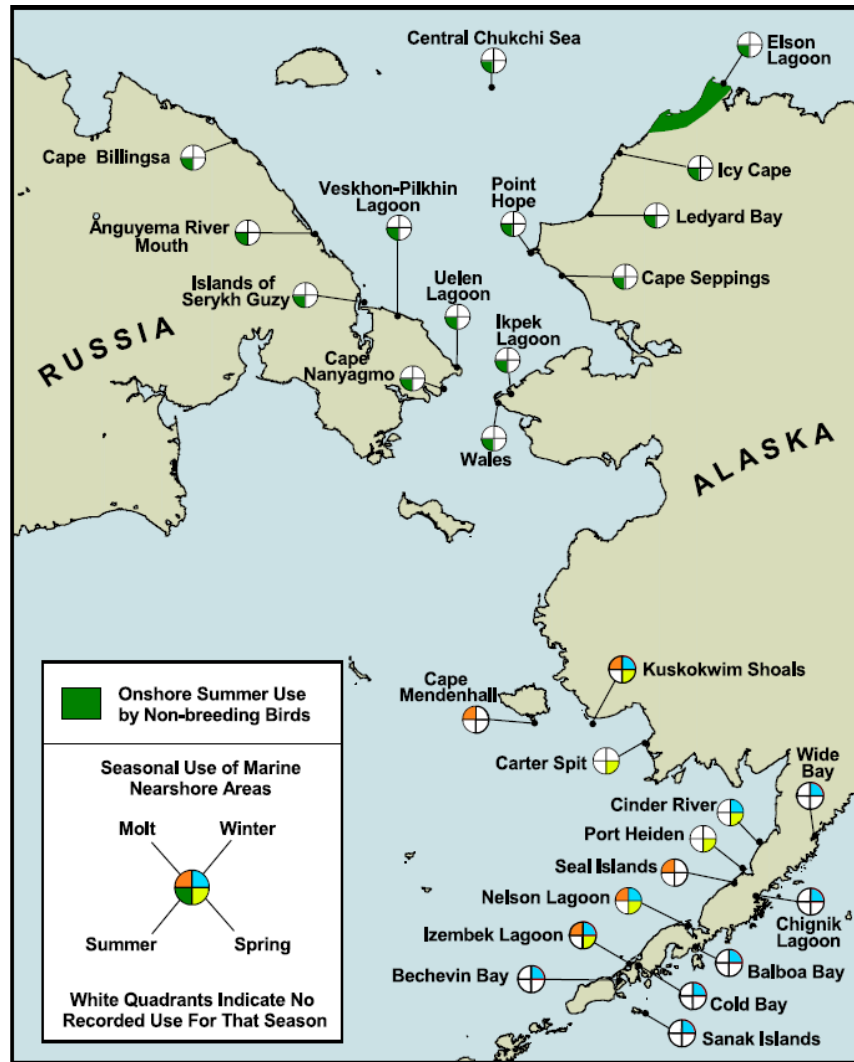 Central Chukchi Sea
Elson
Lagoon
Cape Billingsa
Icy Cape
Veskhon-Pilkhin
Lagoon
Point
Hope
Ledyard Bay
Ånguyema River
Mouth
Cape Seppings
Islands of
Serykh Guzy
Uelen
Lagoon
Ikpek
Lagoon
RUSSIA
Cape
Nanyagmo
Wales
ALASKA
Kuskokwim Shoals
Cape
Mendenhall
Carter Spit
Wide
Bay
Cinder River
Port Heiden
Seal Islands
Nelson Lagoon
Chignik
Lagoon
Izembek Lagoon
Balboa Bay
Bechevin Bay
Cold Bay
Sanak Islands
Onshore Summer Use
by Non-breeding Birds
Seasonal Use of Marine
Nearshore Areas
Molt
Winter
Summer
Spring
White Quadrants Indicate No
Recorded Use For That Season